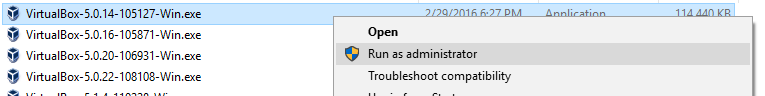 VirtualBox-5.0.14-105127-Win.exe 2/29/2016 6:27 PM Application 114,440 KB
Open
VirtualBox-5.0.16-105871-Win.exe
Run as administrator
VirtualBox-5.0.20-106931-Win.exe
Troubleshoot compatibility
VirtualBox-5.0.22-108108-Win.exe